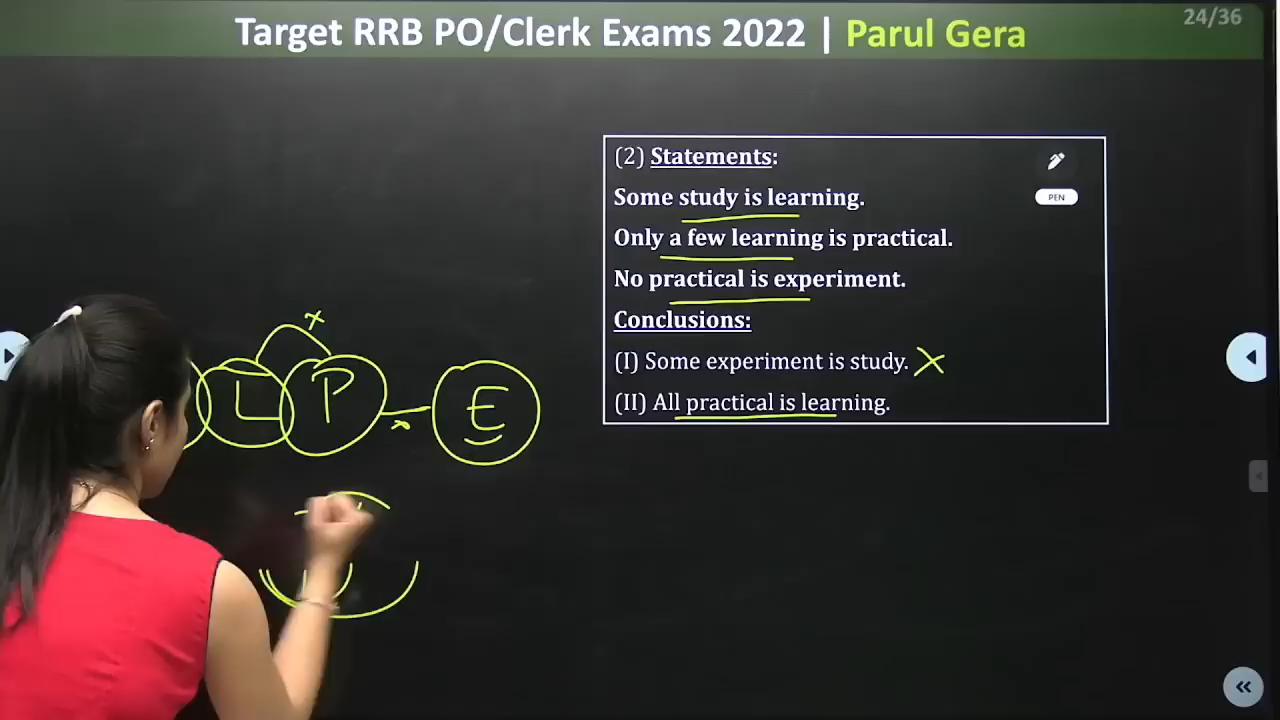 Target RRB PO/Clerk Exams 2022 | Parul Gera
24/36
(2) Statements:
PEN
Some study is learning.
Only a few learning is practical.
No practical is experiment.
Conclusions:
(I) Some experiment is study. X
(II) All practical is learning.
x
L P E
x